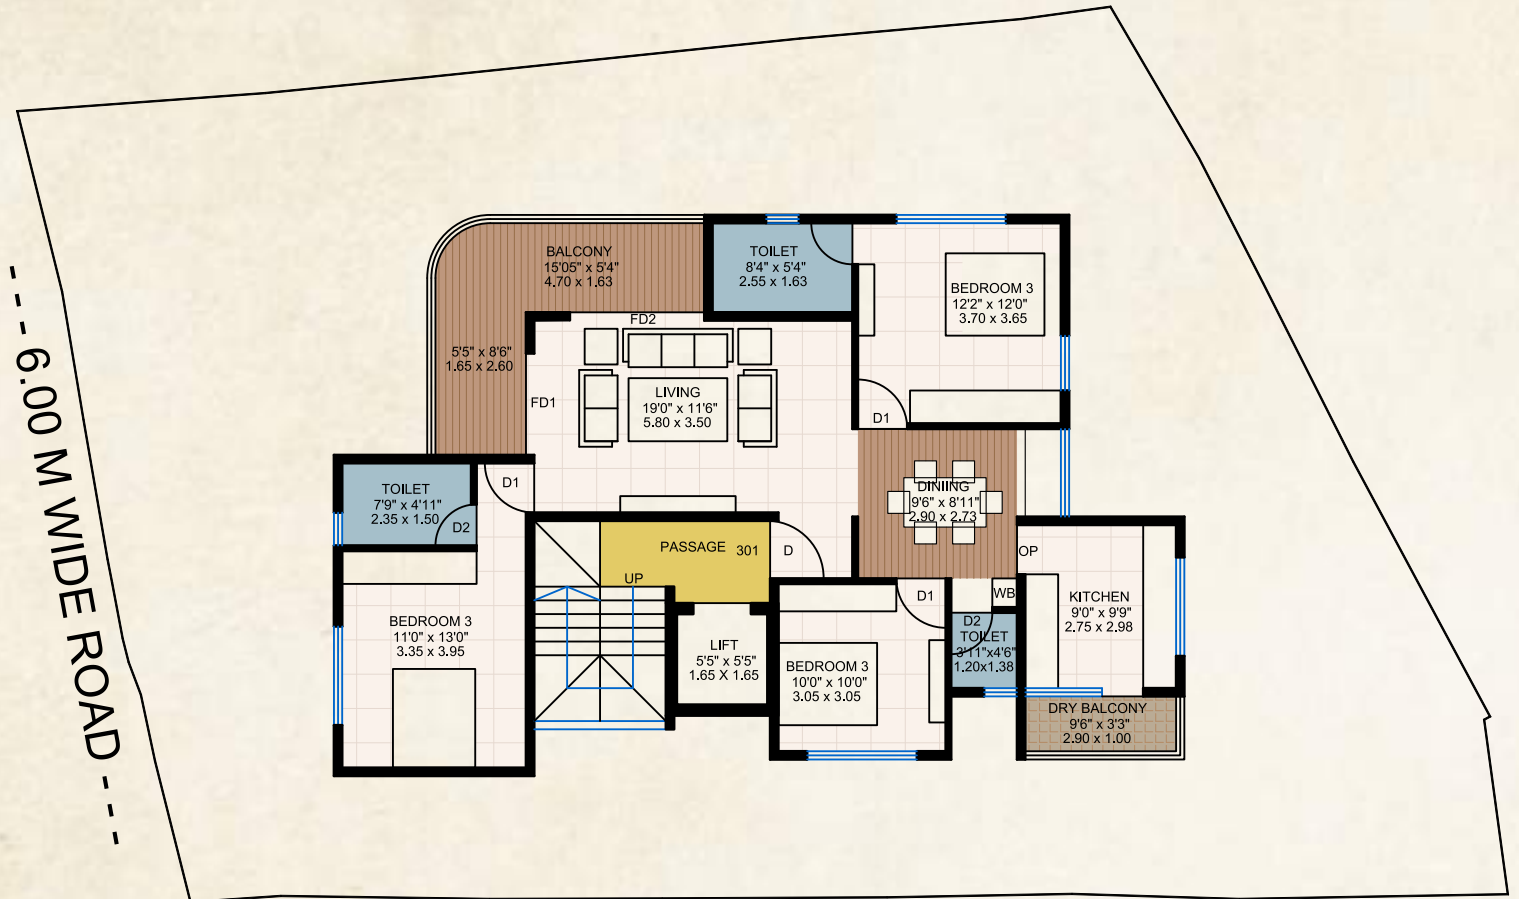 BALCONY
15'05" x 5'4"
4.70 x 1.63
TOILET
8'4" x 5'4"
2.55 x 1.63
BEDROOM 3
12'2" x 12'0"
3.70 x 3.65
FD2
5'5" x 8'6"
1.65 x 2.60
FD1
LIVING
19'0" x 11'6"
5.80 x 3.50
D1
--- 6.00 M WIDE ROAD ---
TOILET
7'9" x 4'11"
2.35 x 1.50
D1
D2
DINIING
9'6" x 8'11"
2.90 x 2.73
PASSAGE
301
D
OP
UP
BEDROOM 3
11'0" x 13'0"
3.35 x 3.95
LIFT
5'5" x 5'5"
1.65 X 1.65
BEDROOM 3
10'0" x 10'0"
3.05 x 3.05
D1
WB
D2
TOILET
3'11"x4'6"
1.20x1.38
KITCHEN
9'0" x 9'9"
2.75 x 2.98
DRY BALCONY
9'6" x 3'3"
2.90 x 1.00